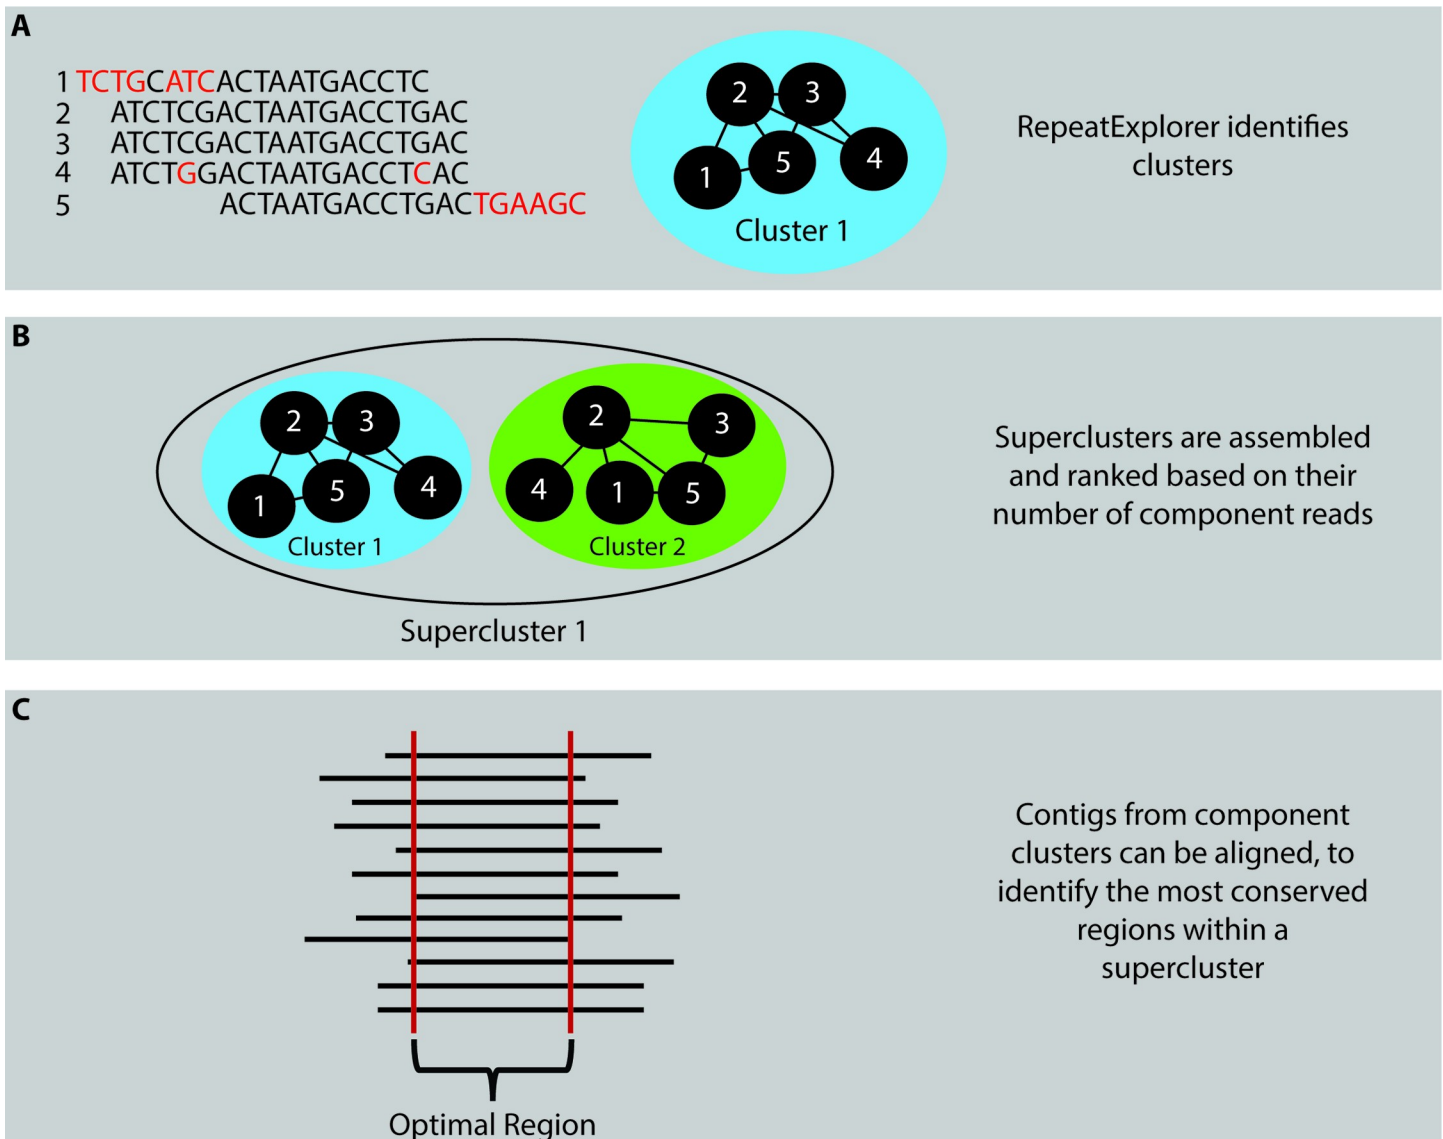 A
1 TCTGCATCACTAATGACCTC
2 ATCTCGACTAATGACCTGAC
3 ATCTCGACTAATGACCTGAC
4 ATCTGGACTAATGACCTCAC
5 ACTAATGACCTGACTGAAGC
2 3
1 5 4
Cluster 1
RepeatExplorer identifies
clusters
B
2 3
1 5 4
Cluster 1
2 3
4 1 5
Cluster 2
Supercluster 1
Superclusters are assembled
and ranked based on their
number of component reads
C
Optimal Region
Contigs from component
clusters can be aligned, to
identify the most conserved
regions within a
supercluster